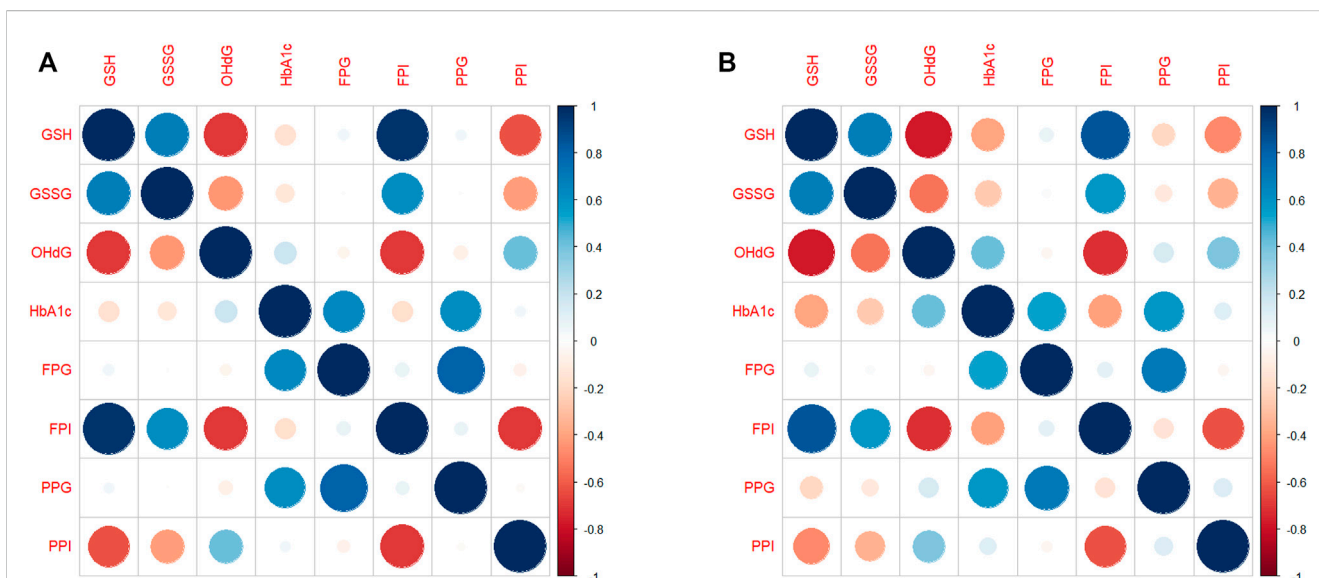 A
GSH GSSG OHdG HbA1c FPG FPI PPG PPI
GSH
GSSG
OHdG
HbA1c
FPG
FPI
PPG
PPI
1
0.8
0.6
0.4
0.2
0
-0.2
-0.4
-0.6
-0.8
-1
B
GSH GSSG OHdG HbA1c FPG FPI PPG PPI
GSH
GSSG
OHdG
HbA1c
FPG
FPI
PPG
PPI
1
0.8
0.6
0.4
0.2
0
-0.2
-0.4
-0.6
-0.8
-1